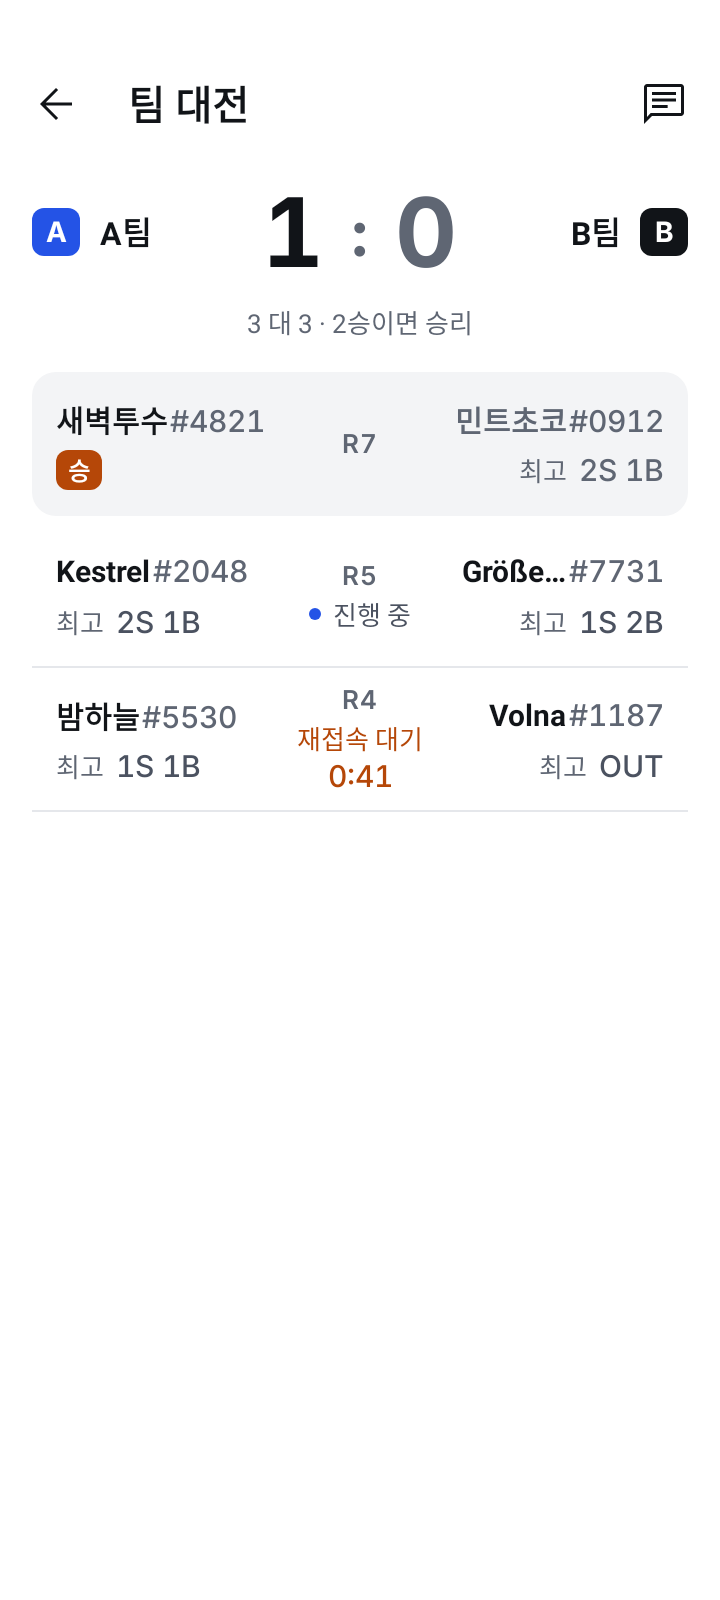 팀 대전
A A팀 1 : 0 B팀 B
3 대 3 · 2승이면 승리
새벽투수#4821 R7 민트초코#0912
승 최고 2S 1B
Kestrel#2048 R5 Größe...#7731
최고 2S 1B 진행 중 최고 1S 2B
밤하늘#5530 R4 Volna#1187
재접속 대기
최고 1S 1B 0:41 최고 OUT